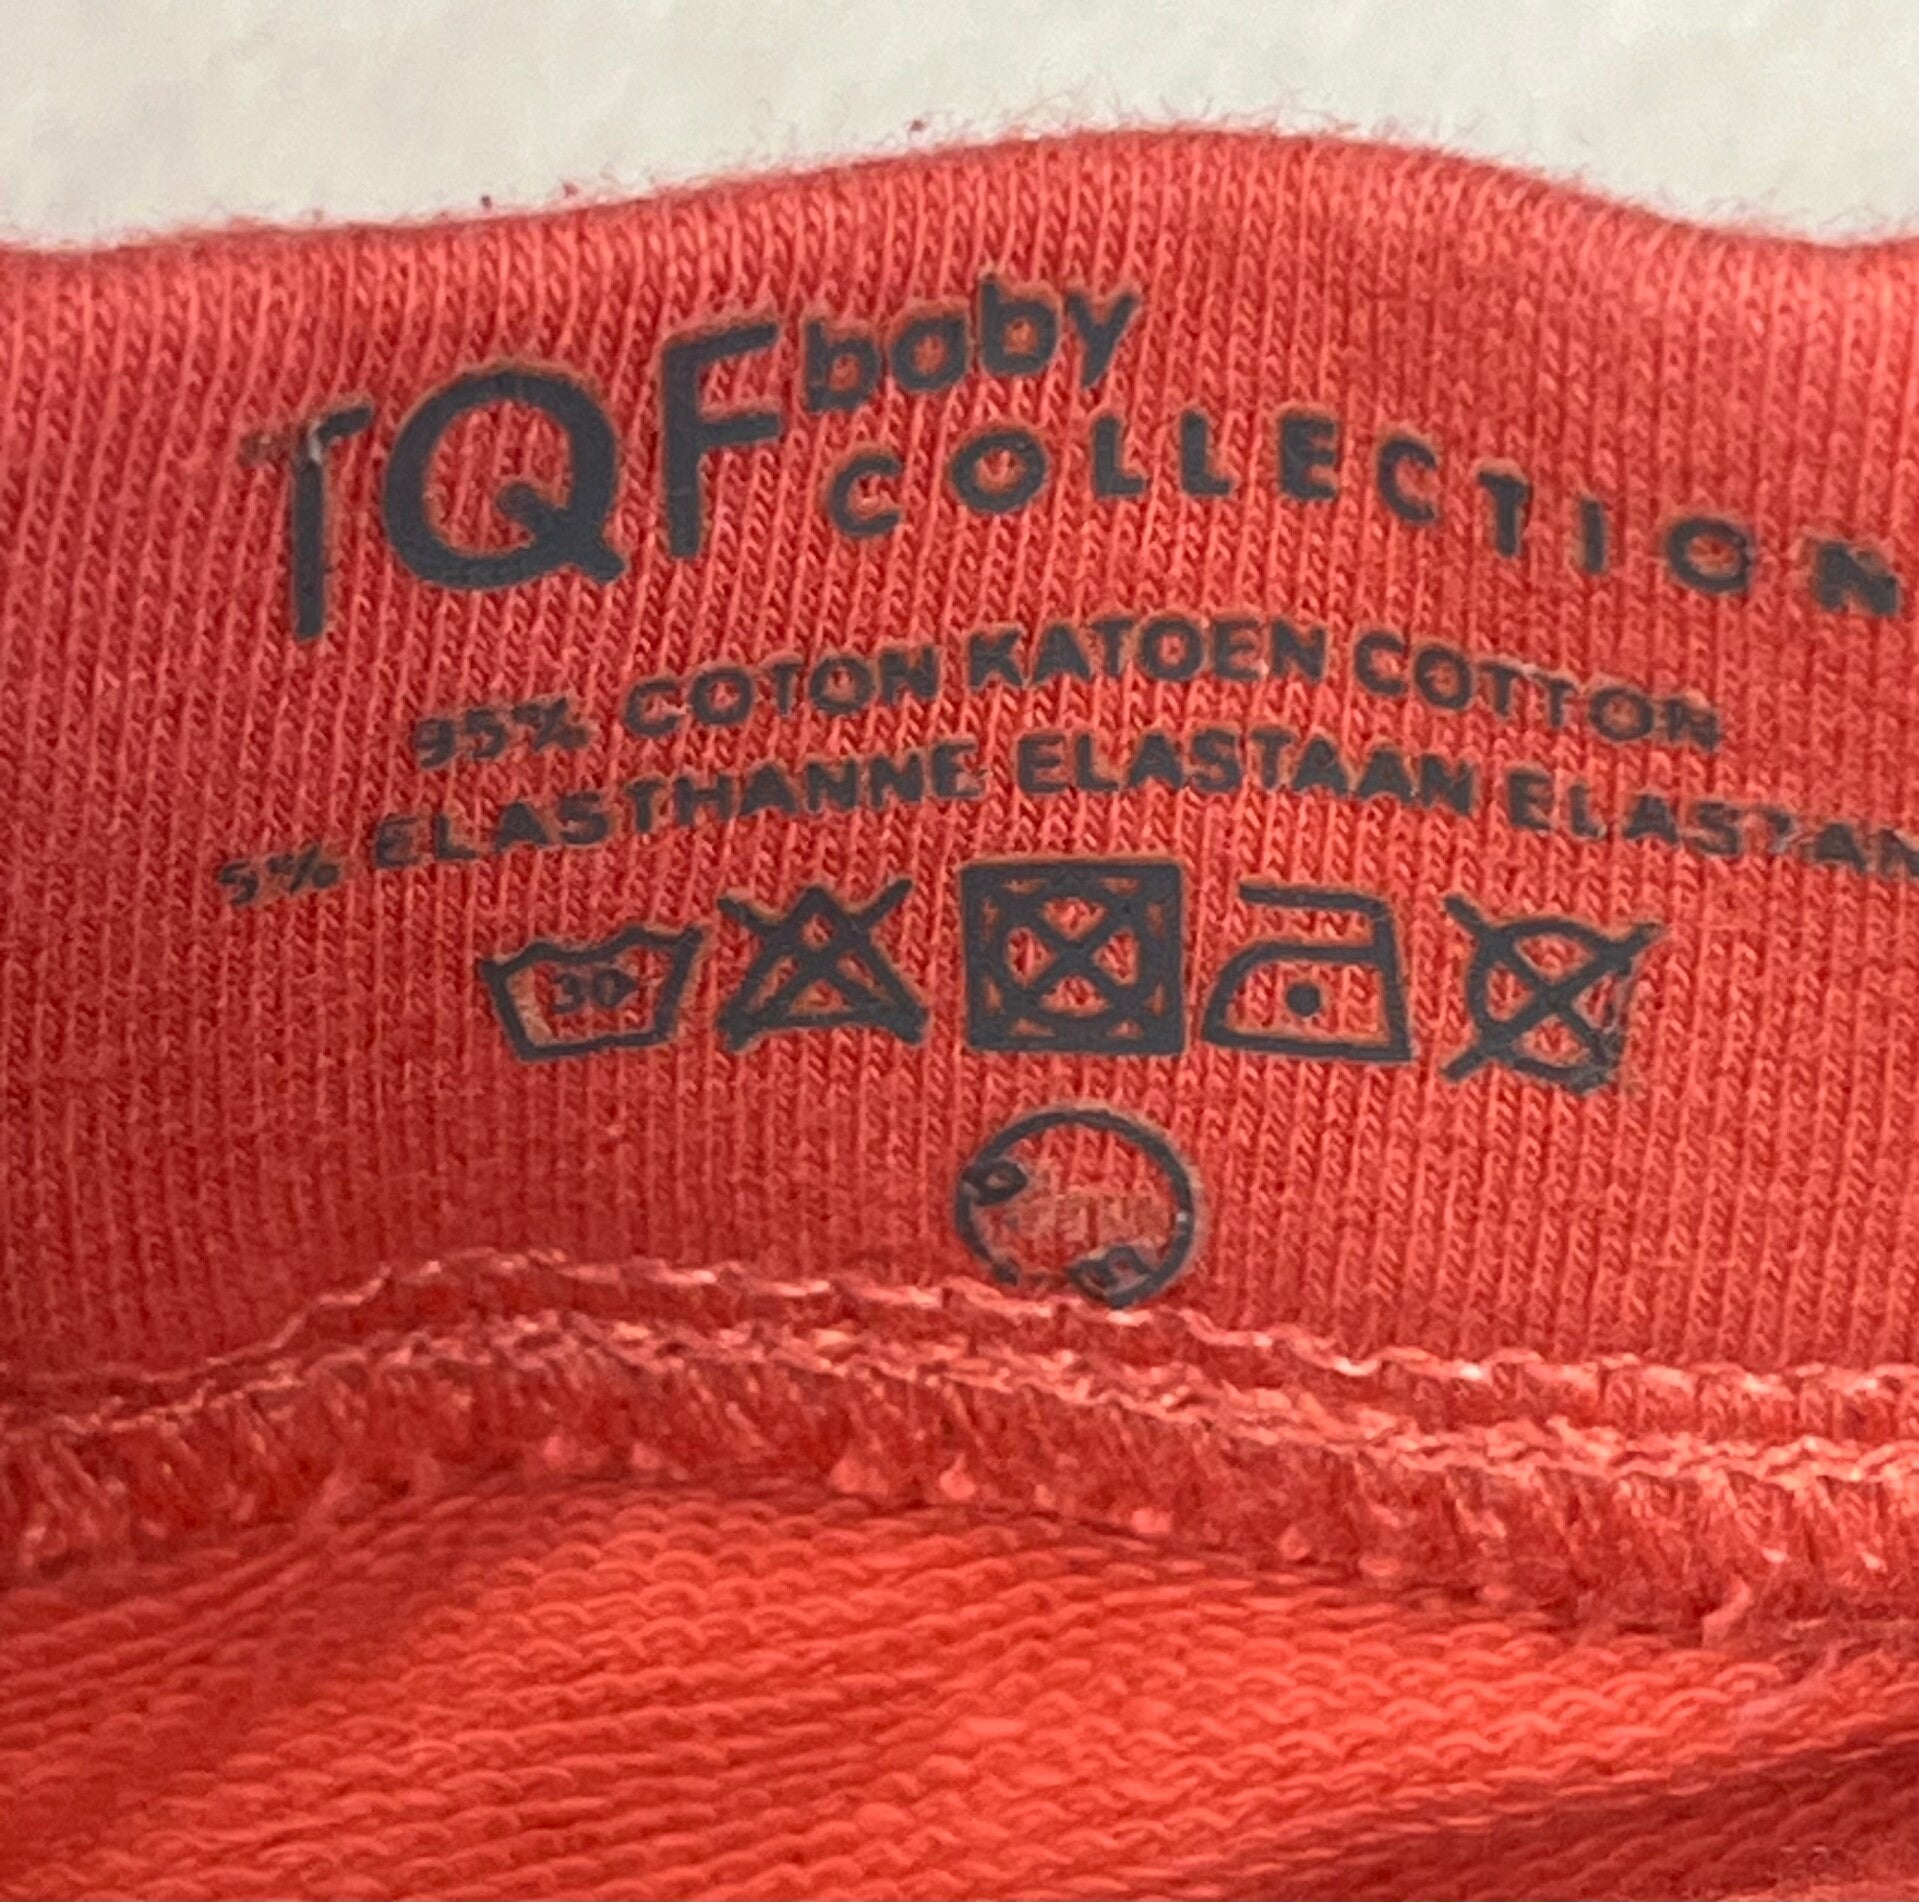 TQF baby
COLLECTION
95% COTON KATOEN COTTON
5% ELASTHANNE ELASTAAN ELASTAN
30